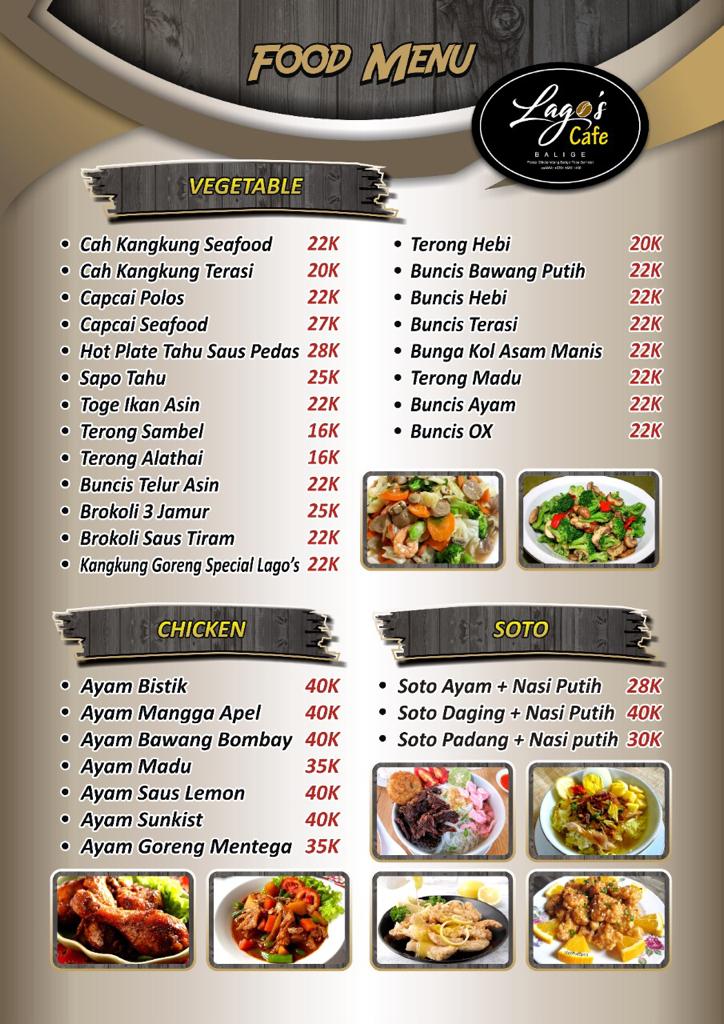 FOOD MENU
Lago's
Cafe
BALIGE
VEGETABLE
• Cah Kangkung Seafood 22K
• Cah Kangkung Terasi 20K
• Capcai Polos 22K
• Capcai Seafood 27K
• Hot Plate Tahu Saus Pedas 28K
• Sapo Tahu 25K
• Toge Ikan Asin 22K
• Terong Sambel 16K
• Terong Alathai 16K
• Buncis Telur Asin 22K
• Brokoli 3 Jamur 25K
• Brokoli Saus Tiram 22K
• Kangkung Goreng Special Lago's 22K
• Terong Hebi 20K
• Buncis Bawang Putih 22K
• Buncis Hebi 22K
• Buncis Terasi 22K
• Bunga Kol Asam Manis 22K
• Terong Madu 22K
• Buncis Ayam 22K
• Buncis OX 22K
CHICKEN
• Ayam Bistik 40K
• Ayam Mangga Apel 40K
• Ayam Bawang Bombay 40K
• Ayam Madu 35K
• Ayam Saus Lemon 40K
• Ayam Sunkist 40K
• Ayam Goreng Mentega 35K
SOTO
• Soto Ayam + Nasi Putih 28K
• Soto Daging + Nasi Putih 40K
• Soto Padang + Nasi putih 30K